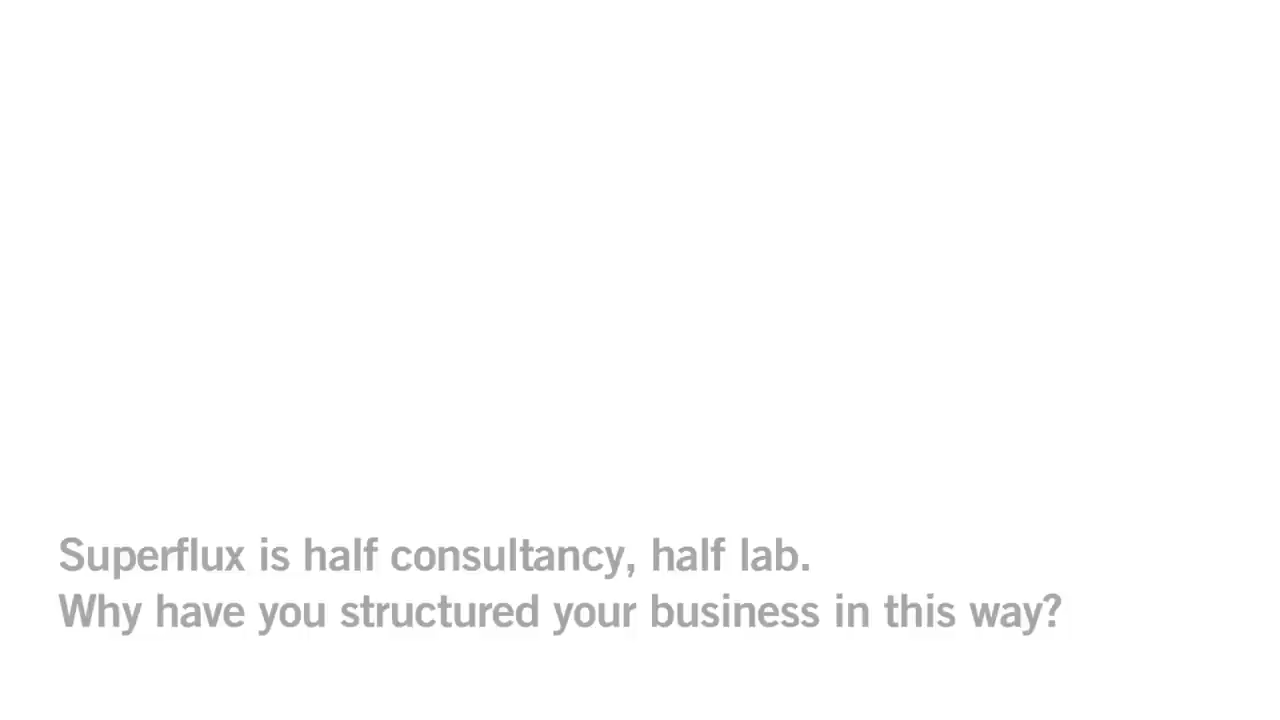 Superflux is half consultancy, half lab.
Why have you structured your business in this way?